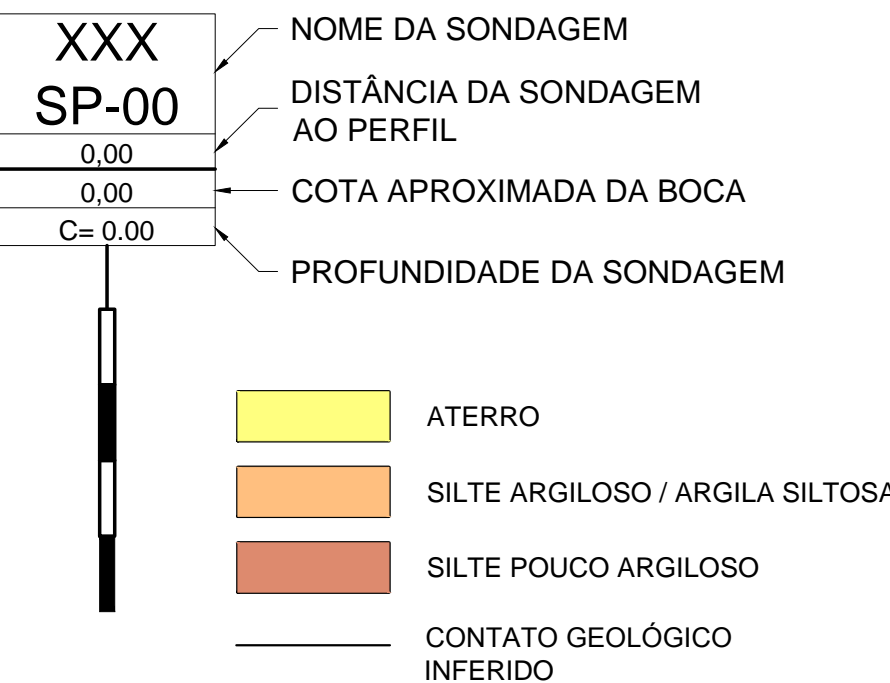 XXX
SP-00
0,00
0,00
C= 0.00
NOME DA SONDAGEM
DISTÂNCIA DA SONDAGEM
AO PERFIL
COTA APROXIMADA DA BOCA
PROFUNDIDADE DA SONDAGEM
ATERRO
SILTE ARGILOSO / ARGILA SILTOSA
SILTE POUCO ARGILOSO
CONTATO GEOLÓGICO
INFERIDO